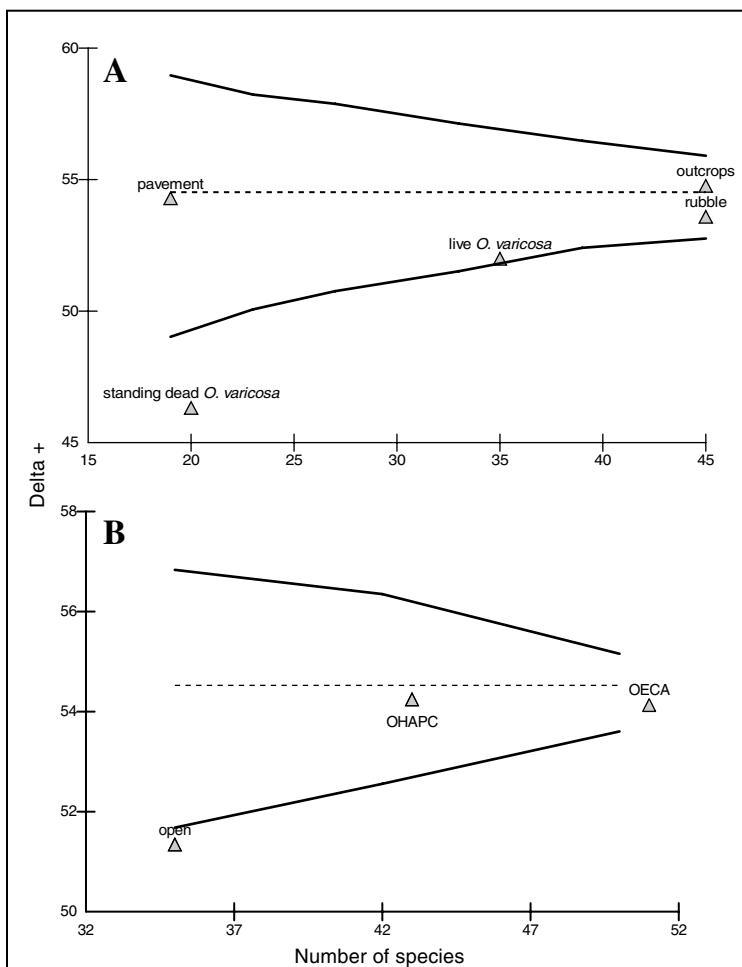 A
60
55
50
45
pavement
outcrops
rubble
live O. varicosa
standing dead O. varicosa
15 20 25 30 35 40 45
Delta +
B
58
56
54
52
50
OECA
OHAPC
open
32 37 42 47 52
Number of species